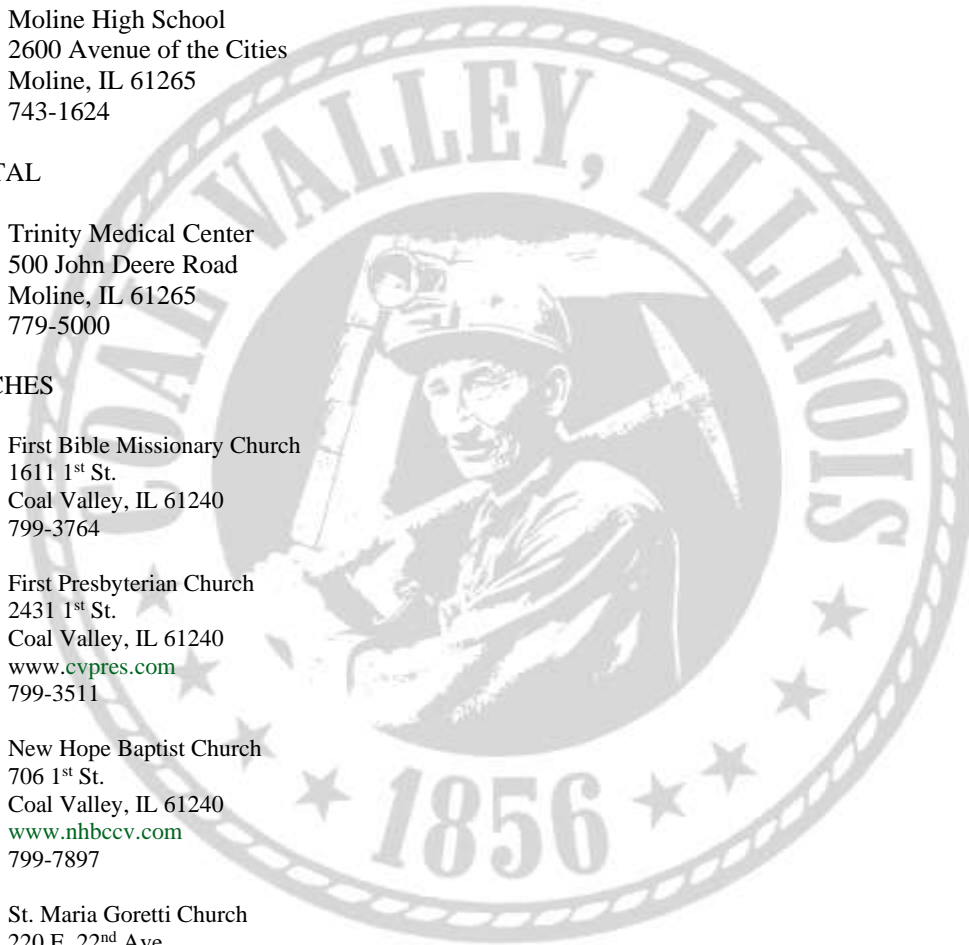 Moline High School
2600 Avenue of the Cities
Moline, IL 61265
743-1624
TAL
Trinity Medical Center
500 John Deere Road
Moline, IL 61265
779-5000
CHES
First Bible Missionary Church
1611 1st St.
Coal Valley, IL 61240
799-3764
First Presbyterian Church
2431 1st St.
Coal Valley, IL 61240
www.cvpres.com
799-3511
New Hope Baptist Church
706 1st St.
Coal Valley, IL 61240
www.nhbccv.com
799-7897
St. Maria Goretti Church
220 E. 22nd Ave
COAL VALLEY, ILLINOIS
1856